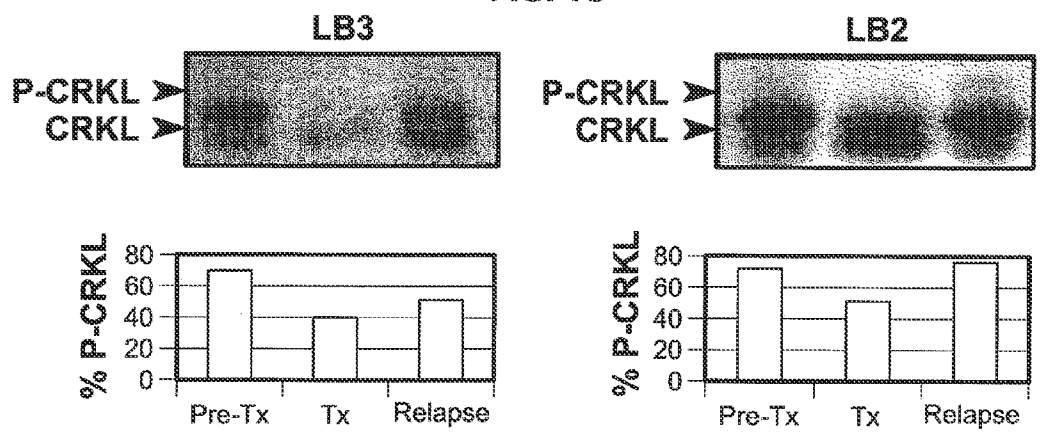 LB3
P-CRKL
CRKL
% P-CRKL
80
60
40
20
0
Pre-Tx Tx Relapse
LB2
P-CRKL
CRKL
% P-CRKL
80
60
40
20
0
Pre-Tx Tx Relapse